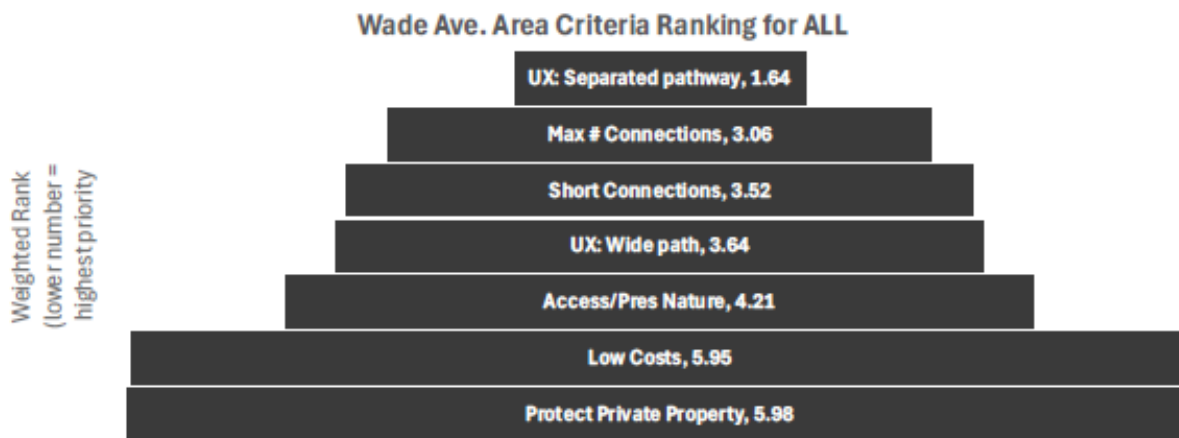 Wade Ave. Area Criteria Ranking for ALL
Weighted Rank
(lower number =
highest priority
UX: Separated pathway, 1.64
Max # Connections, 3.06
Short Connections, 3.52
UX: Wide path, 3.64
Access/Pres Nature, 4.21
Low Costs, 5.95
Protect Private Property, 5.98